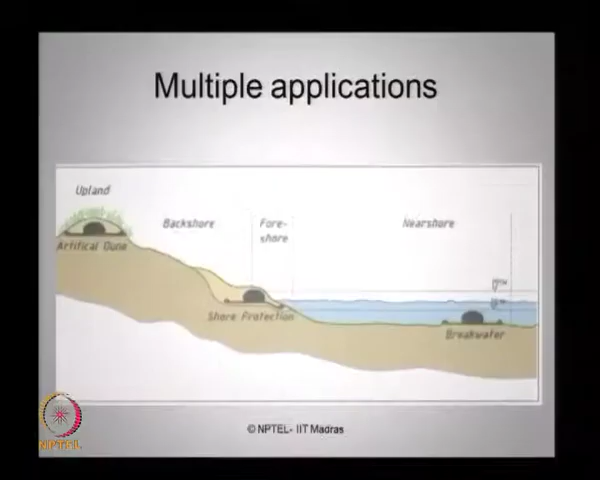 Multiple applications
Upland
Backshore
Fore-
shore
Nearshore
Artifical Dune
Shore Protection
Breakwater
NPTEL
© NPTEL- IIT Madras